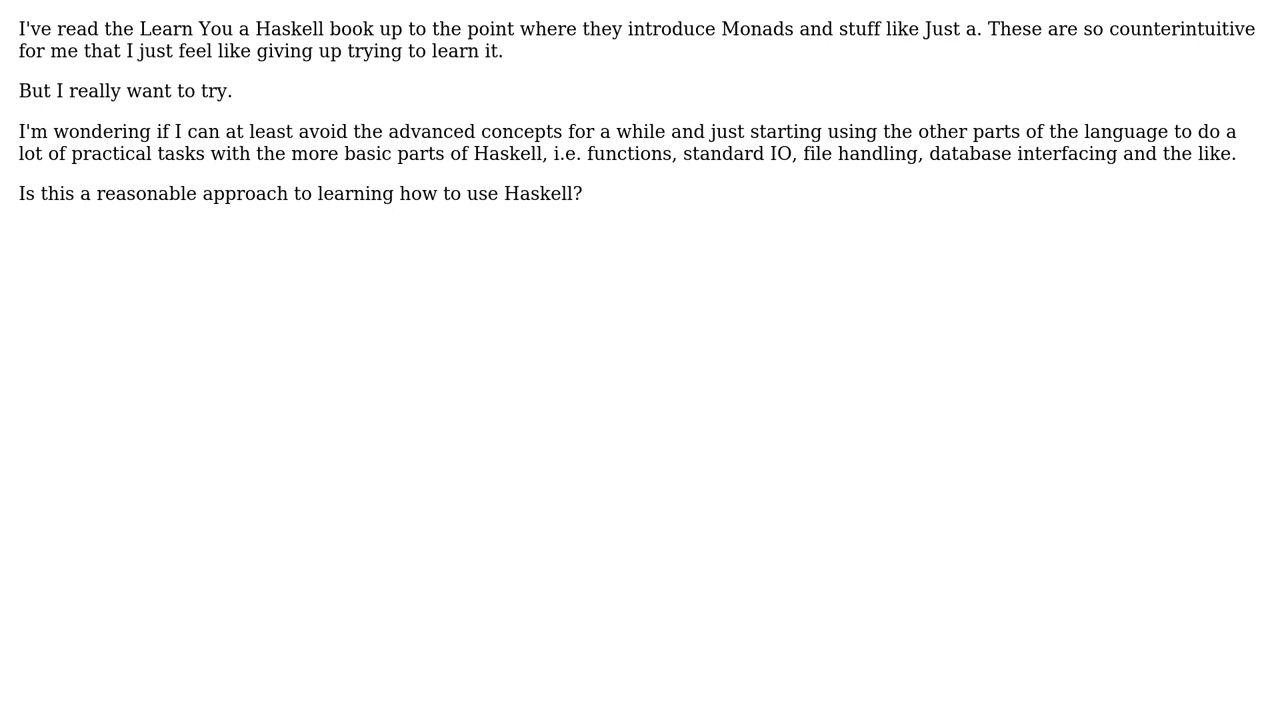 I've read the Learn You a Haskell book up to the point where they introduce Monads and stuff like Just a. These are so counterintuitive
for me that I just feel like giving up trying to learn it.
But I really want to try.
I'm wondering if I can at least avoid the advanced concepts for a while and just starting using the other parts of the language to do a
lot of practical tasks with the more basic parts of Haskell, i.e. functions, standard IO, file handling, database interfacing and the like.
Is this a reasonable approach to learning how to use Haskell?